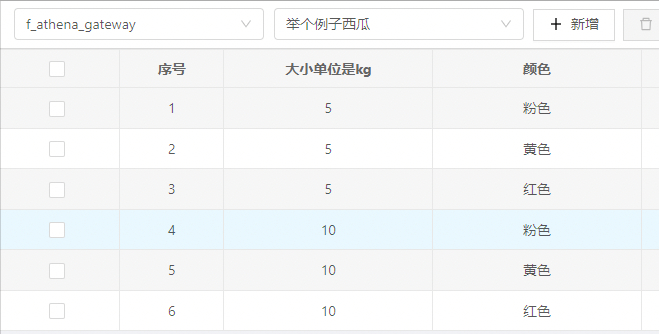 f_athena_gateway 举个例子西瓜 新增
序号 大小单位是kg 颜色
1 5 粉色
2 5 黄色
3 5 红色
4 10 粉色
5 10 黄色
6 10 红色